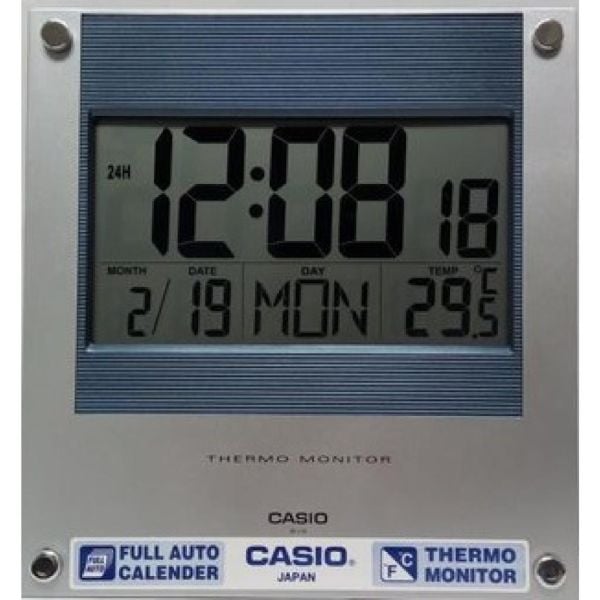 24H 12:08 18
MONTH DATE DAY TEMP °C
2/ 19 MON 29.5
THERMO MONITOR
CASIO
FULL AUTO
FULL AUTO CASIO® °F °C THERMO
CALENDER JAPAN MONITOR